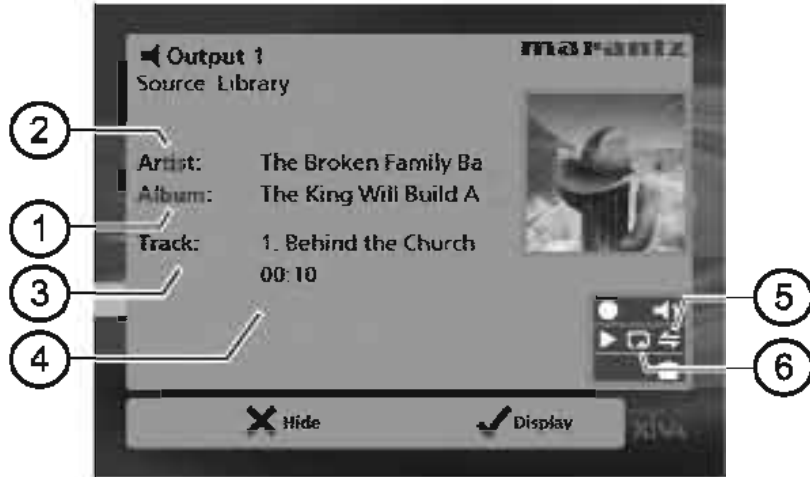 Output 1
marantz
Source Library
Artist: The Broken Family Ba
Album: The King Will Build A
Track: 1. Behind the Church
00:10
Hide
Display
XiVA
2
1
3
4
5
6